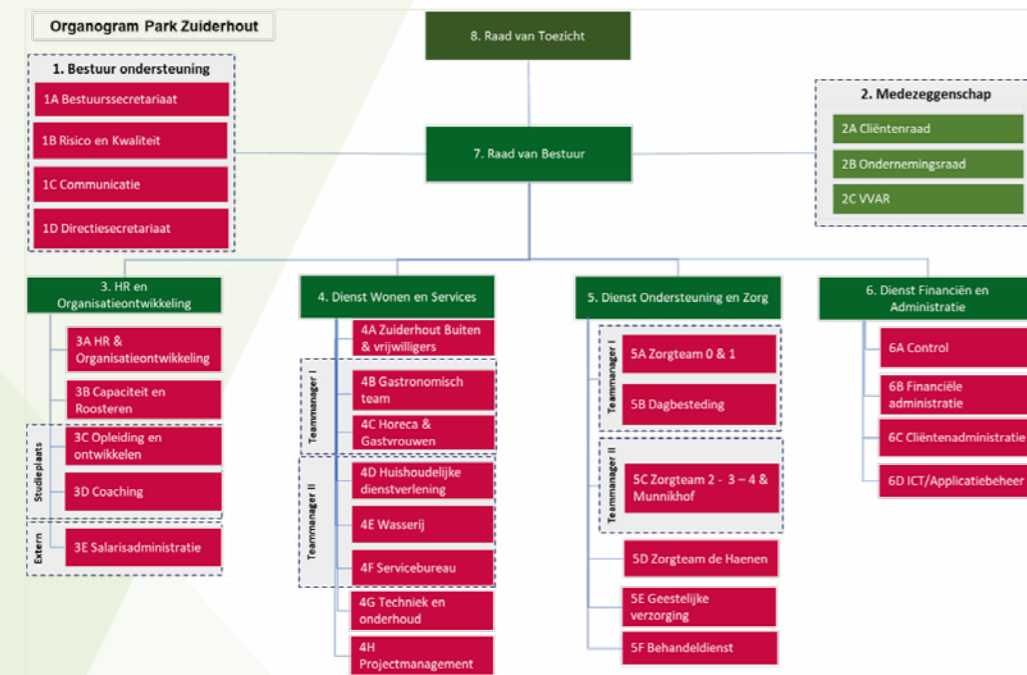 Organogram Park Zuiderhout
8. Raad van Toezicht
1. Bestuur ondersteuning
1A Bestuurssecretariaat
1B Risico en Kwaliteit
1C Communicatie
1D Directiesecretariaat
7. Raad van Bestuur
2. Medezeggenschap
2A Cliëntenraad
2B Ondernemingsraad
2C VVAR
3. HR en
Organisatieontwikkeling
3A HR &
Organisatieontwikkeling
3B Capaciteit en
Roosteren
Studieplaats
3C Opleiding en
ontwikkelen
3D Coaching
Extern
3E Salarisadministratie
4. Dienst Wonen en Services
4A Zuiderhout Buiten
& vrijwilligers
Teammanager I
4B Gastronomisch
team
4C Horeca &
Gastvrouwen
Teammanager II
4D Huishoudelijke
dienstverlening
4E Wasserij
4F Servicebureau
4G Techniek en
onderhoud
4H
Projectmanagement
5. Dienst Ondersteuning en Zorg
Teammanager I
5A Zorgteam 0 & 1
5B Dagbesteding
Teammanager II
5C Zorgteam 2 - 3 – 4 &
Munnikhof
5D Zorgteam de Haenen
5E Geestelijke
verzorging
5F Behandeldienst
6. Dienst Financiën en
Administratie
6A Control
6B Financiële
administratie
6C Cliëntenadministratie
6D ICT/Applicatiebeheer